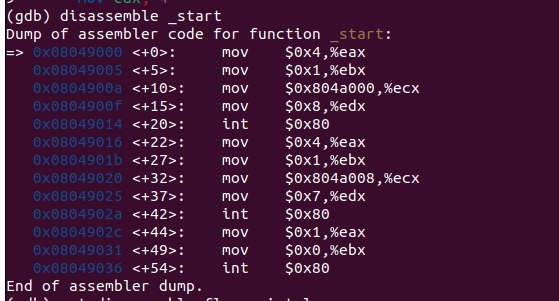 (gdb) disassemble _start
Dump of assembler code for function _start:
=> 0x08049000 <+0>:     mov    $0x4,%eax
   0x08049005 <+5>:     mov    $0x1,%ebx
   0x0804900a <+10>:    mov    $0x804a000,%ecx
   0x0804900f <+15>:    mov    $0x8,%edx
   0x08049014 <+20>:    int    $0x80
   0x08049016 <+22>:    mov    $0x4,%eax
   0x0804901b <+27>:    mov    $0x1,%ebx
   0x08049020 <+32>:    mov    $0x804a008,%ecx
   0x08049025 <+37>:    mov    $0x7,%edx
   0x0804902a <+42>:    int    $0x80
   0x0804902c <+44>:    mov    $0x1,%eax
   0x08049031 <+49>:    mov    $0x0,%ebx
   0x08049036 <+54>:    int    $0x80
End of assembler dump.